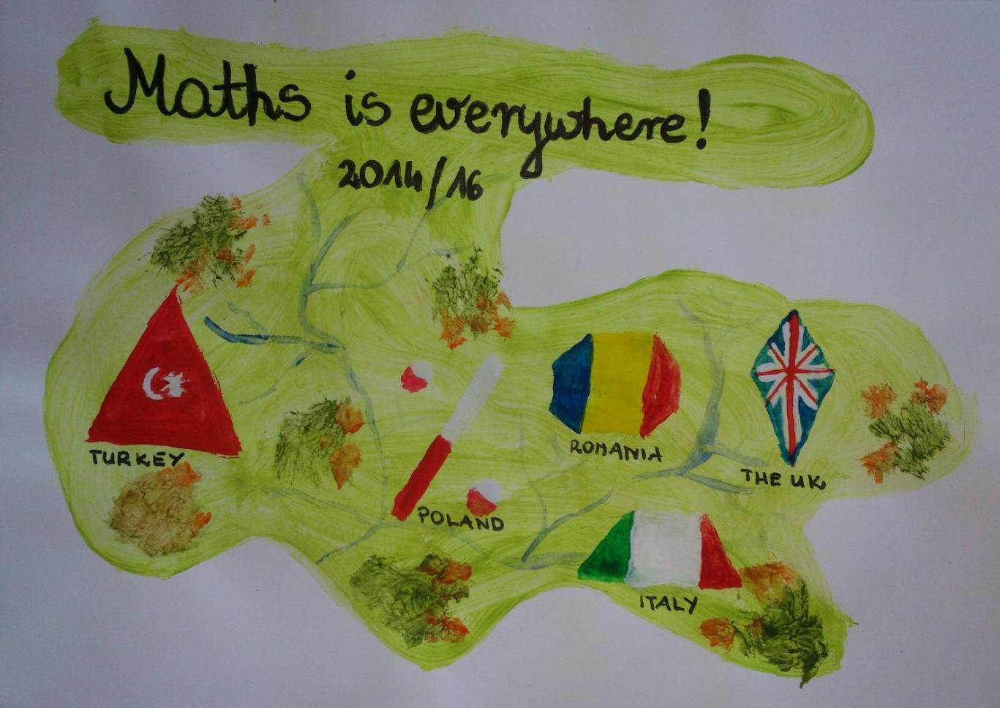 Maths is everywhere!
2014/16
TURKEY
ROMANIA
THE UK
POLAND
ITALY